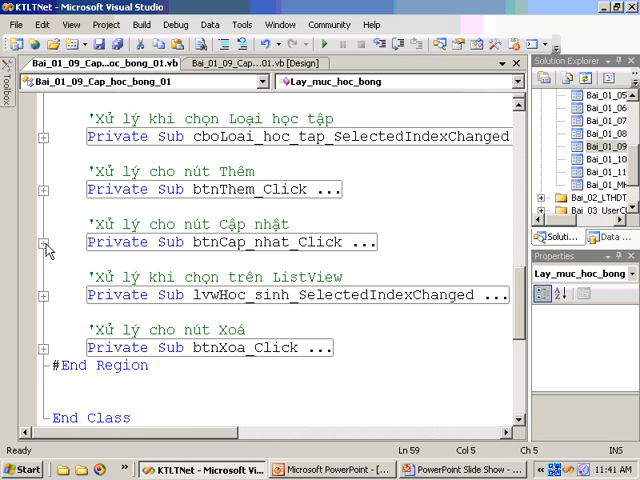 KTLTNet - Microsoft Visual Studio
File Edit View Project Build Debug Data Tools Window Community Help
Bai_01_09_Cap...oc_bong_01.vb Bai_01_09_Cap....01.vb [Design]
Bai_01_09_Cap_hoc_bong_01 Lay_muc_hoc_bong
Toolbox
'Xử lý khi chọn Loại học tập
Private Sub cboLoai_hoc_tap_SelectedIndexChanged
'Xử lý cho nút Thêm
Private Sub btnThem_Click ...
'Xử lý cho nút Cập nhật
Private Sub btnCap_nhat_Click ...
'Xử lý khi chọn trên ListView
Private Sub lvwHoc_sinh_SelectedIndexChanged ...
'Xử lý cho nút Xoá
Private Sub btnXoa_Click ...
#End Region
End Class
Solution Explorer
Bai_01_05
Bai_01_06
Bai_01_07
Bai_01_08
Bai_01_09
Bai_01_10
Bai_01_11
Bai_01_MH
Bai_02_LTHDT
Bai_03_UserC
Soluti... Data ...
Properties
Lay_muc_hoc_bong
Ready Ln 59 Col 5 Ch 5 INS
Start KTLTNet - Microsoft Vi... Microsoft PowerPoint - [... PowerPoint Slide Show - ... 11:41 AM